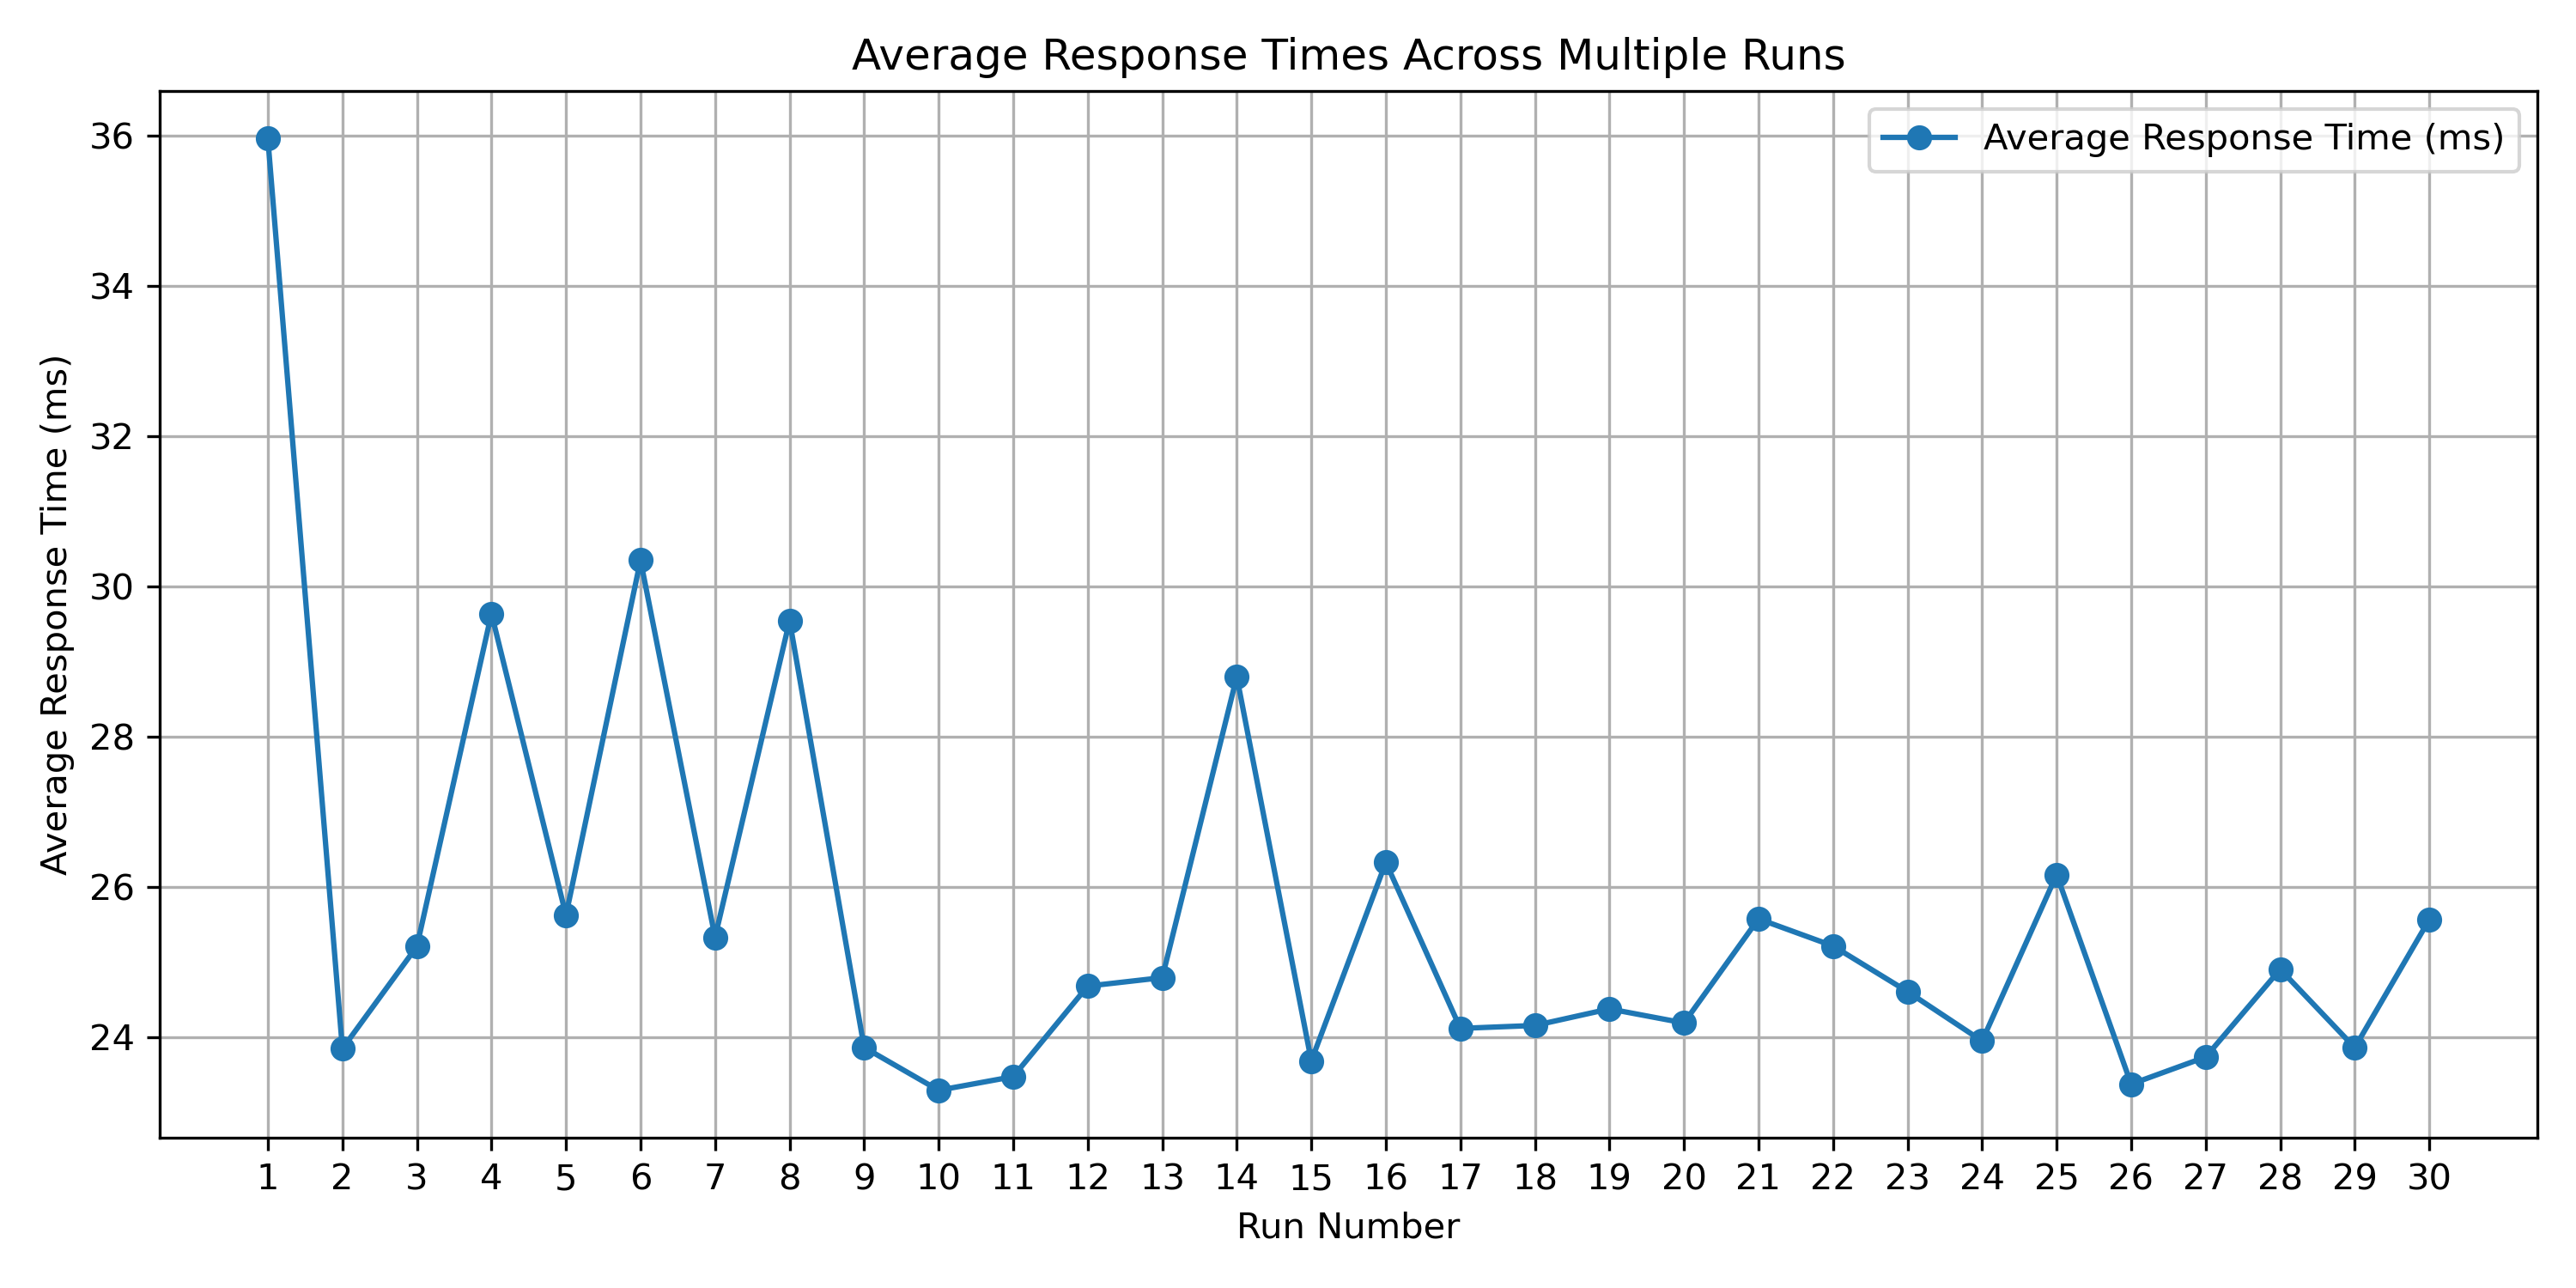 Average Response Times Across Multiple Runs
Average Response Time (ms)
36
34
32
30
28
26
24
Average Response Time (ms)
1 2 3 4 5 6 7 8 9 10 11 12 13 14 15 16 17 18 19 20 21 22 23 24 25 26 27 28 29 30
Run Number